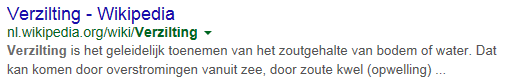 Verzilting - Wikipedia
nl.wikipedia.org/wiki/Verzilting
Verzilting is het geleidelijk toenemen van het zoutgehalte van bodem of water. Dat
kan komen door overstromingen vanuit zee, door zoute kwel (opwelling) ...